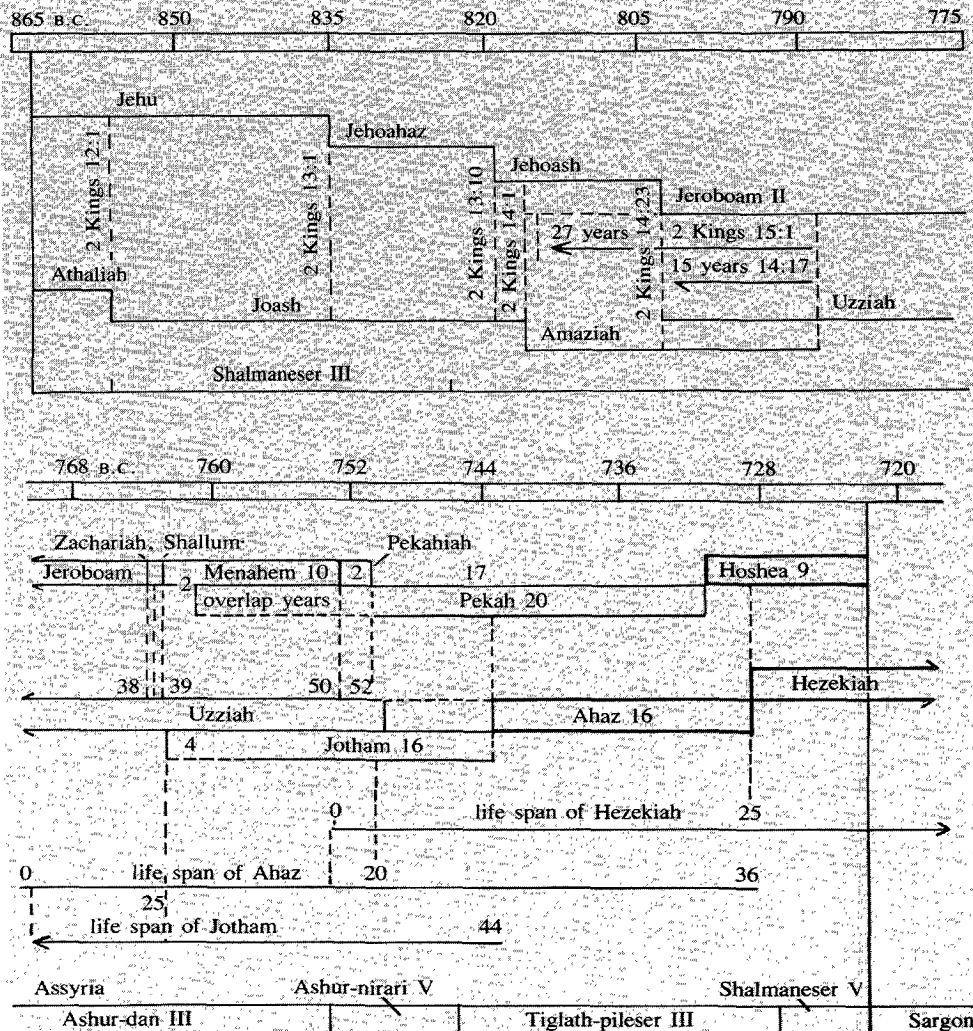 865 B.C. 850 835 820 805 790 775
Jehu
Jehoahaz
Jehoash
Jeroboam II
2 Kings 12:1
2 Kings 13:1
2 Kings 13:10
2 Kings 14:1
2 Kings 14:23
27 years 2 Kings 15:1
15 years 14:17
Athaliah
Joash
Uzziah
Amaziah
Shalmaneser III
768 B.C. 760 752 744 736 728 720
Zachariah, Shallum Pekahiah
Jeroboam Menahem 10 2 17 Hoshea 9
2 overlap years Pekah 20
38 39 50 52 Hezekiah
Uzziah Ahaz 16
4 Jotham 16
0 life span of Hezekiah 25
0 life span of Ahaz 20 36
25
life span of Jotham 44
Assyria Ashur-nirari V Shalmaneser V
Ashur-dan III Tiglath-pileser III Sargon